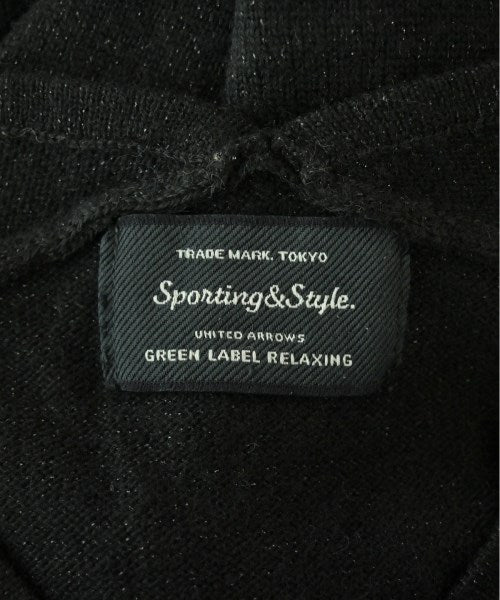 TRADE MARK. TOKYO
Sporting&Style.
UNITED ARROWS
GREEN LABEL RELAXING